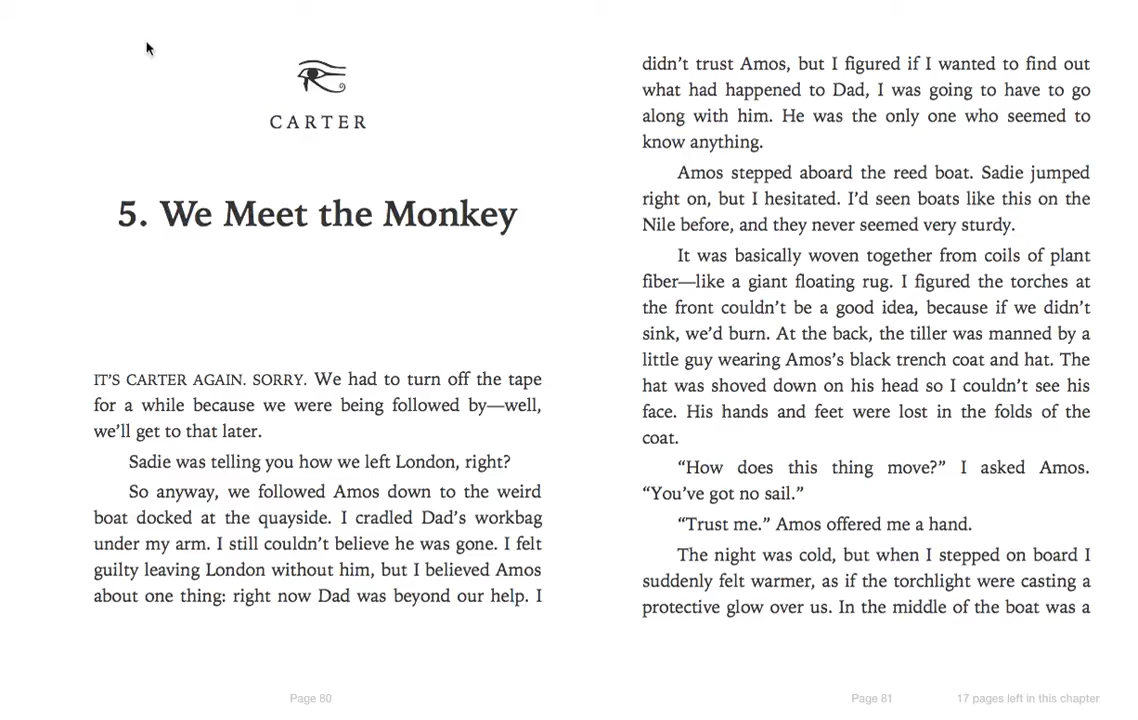 CARTER
5. We Meet the Monkey
IT’S CARTER AGAIN. SORRY. We had to turn off the tape
for a while because we were being followed by—well,
we’ll get to that later.
Sadie was telling you how we left London, right?
So anyway, we followed Amos down to the weird
boat docked at the quayside. I cradled Dad’s workbag
under my arm. I still couldn’t believe he was gone. I felt
guilty leaving London without him, but I believed Amos
about one thing: right now Dad was beyond our help. I
Page 80
didn’t trust Amos, but I figured if I wanted to find out
what had happened to Dad, I was going to have to go
along with him. He was the only one who seemed to
know anything.
Amos stepped aboard the reed boat. Sadie jumped
right on, but I hesitated. I’d seen boats like this on the
Nile before, and they never seemed very sturdy.
It was basically woven together from coils of plant
fiber—like a giant floating rug. I figured the torches at
the front couldn’t be a good idea, because if we didn’t
sink, we’d burn. At the back, the tiller was manned by a
little guy wearing Amos’s black trench coat and hat. The
hat was shoved down on his head so I couldn’t see his
face. His hands and feet were lost in the folds of the
coat.
“How does this thing move?” I asked Amos.
“You’ve got no sail.”
“Trust me.” Amos offered me a hand.
The night was cold, but when I stepped on board I
suddenly felt warmer, as if the torchlight were casting a
protective glow over us. In the middle of the boat was a
Page 81
17 pages left in this chapter